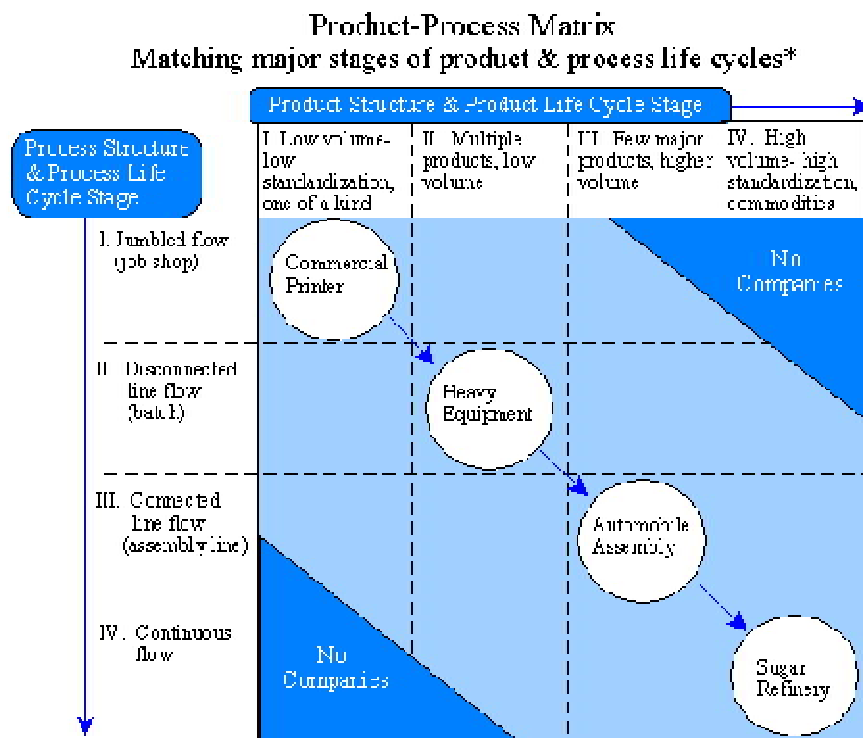 Product-Process Matrix
Matching major stages of product & process life cycles*
Product Structure & Product Life Cycle Stage
Process Structure
& Process Life
Cycle Stage
I. Low volume-
low
standardization,
one of a kind
II. Multiple
products, low
volume
III. Few major
products, higher
volume
IV. High
volume- high
standardization,
commodities
I. Jumbled flow
(job shop)
Commercial
Printer
No
Companies
II. Disconnected
line flow
(batch)
Heavy
Equipment
III. Connected
line flow
(assembly line)
Automobile
Assembly
IV. Continuous
flow
No
Companies
Sugar
Refinery